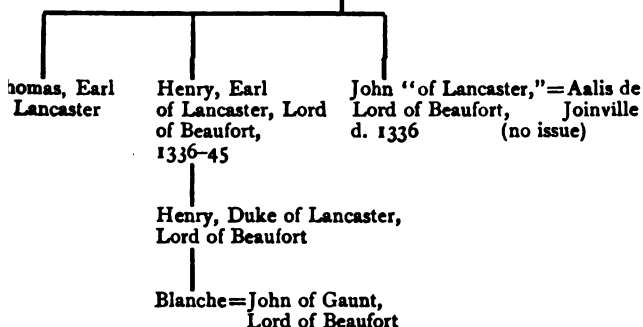 homas, Earl
Lancaster
Henry, Earl
of Lancaster, Lord
of Beaufort,
1336–45
John “of Lancaster,”=Aalis de
Lord of Beaufort, Joinville
d. 1336 (no issue)
Henry, Duke of Lancaster,
Lord of Beaufort
Blanche=John of Gaunt,
Lord of Beaufort